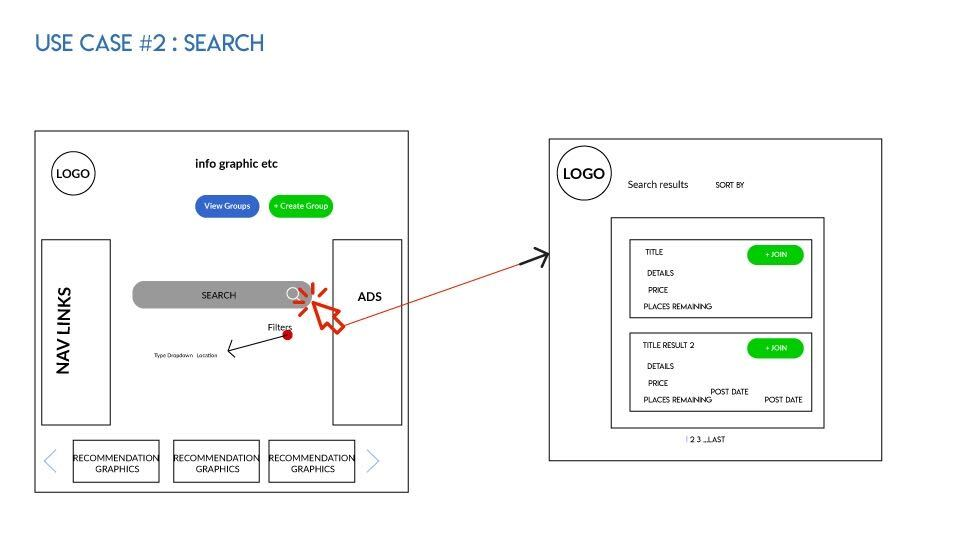 USE CASE #2 : SEARCH
LOGO
info graphic etc
View Groups
+ Create Group
NAV LINKS
SEARCH
ADS
Filters
Type Dropdown Location
RECOMMENDATION
GRAPHICS
RECOMMENDATION
GRAPHICS
RECOMMENDATION
GRAPHICS
LOGO
Search results
SORT BY
TITLE
+ JOIN
DETAILS
PRICE
PLACES REMAINING
TITLE RESULT 2
+ JOIN
DETAILS
PRICE
POST DATE
PLACES REMAINING
POST DATE
1 2 3 ...LAST